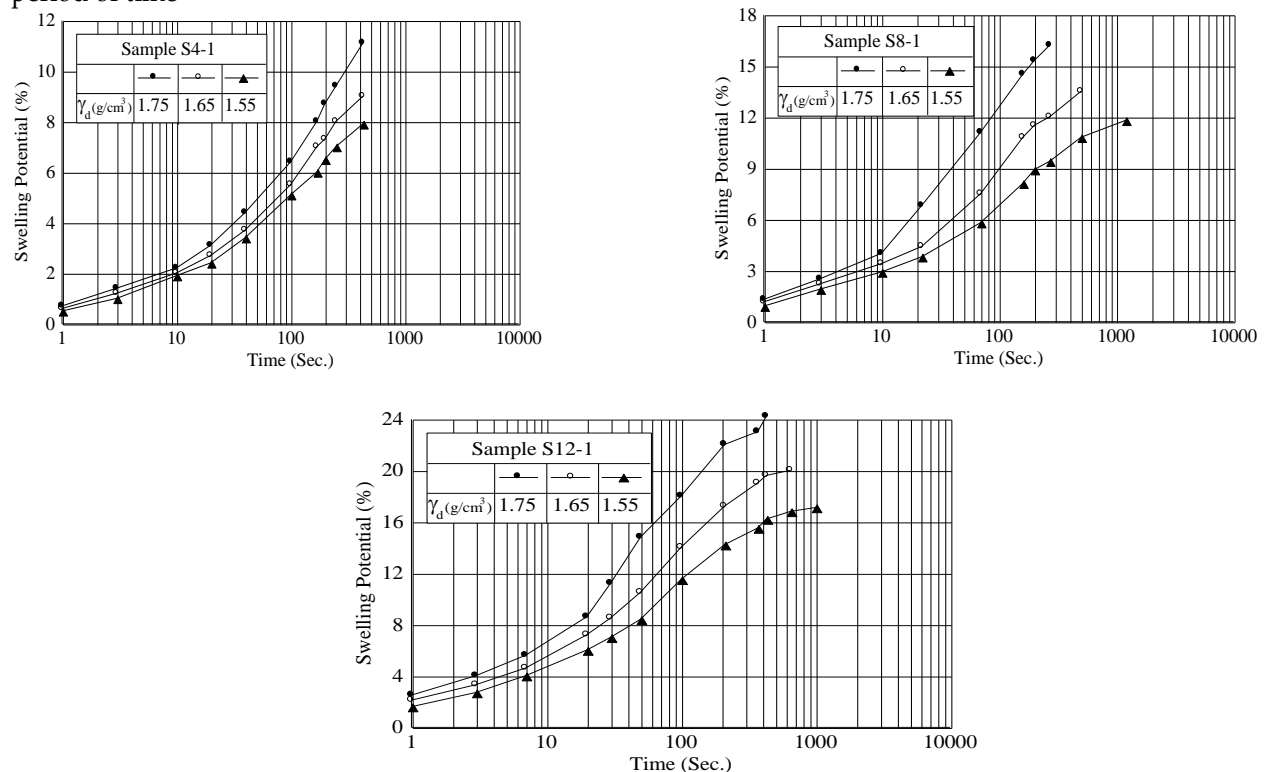 period of time
12
10
8
6
4
2
0
Swelling Potential (%)
Sample S4-1
γd(g/cm³) 1.75 1.65 1.55
1 10 100 1000 10000
Time (Sec.)
18
15
12
9
6
3
0
Swelling Potential (%)
Sample S8-1
γd(g/cm³) 1.75 1.65 1.55
1 10 100 1000 10000
Time (Sec.)
24
20
16
12
8
4
0
Swelling Potential (%)
Sample S12-1
γd(g/cm³) 1.75 1.65 1.55
1 10 100 1000 10000
Time (Sec.)